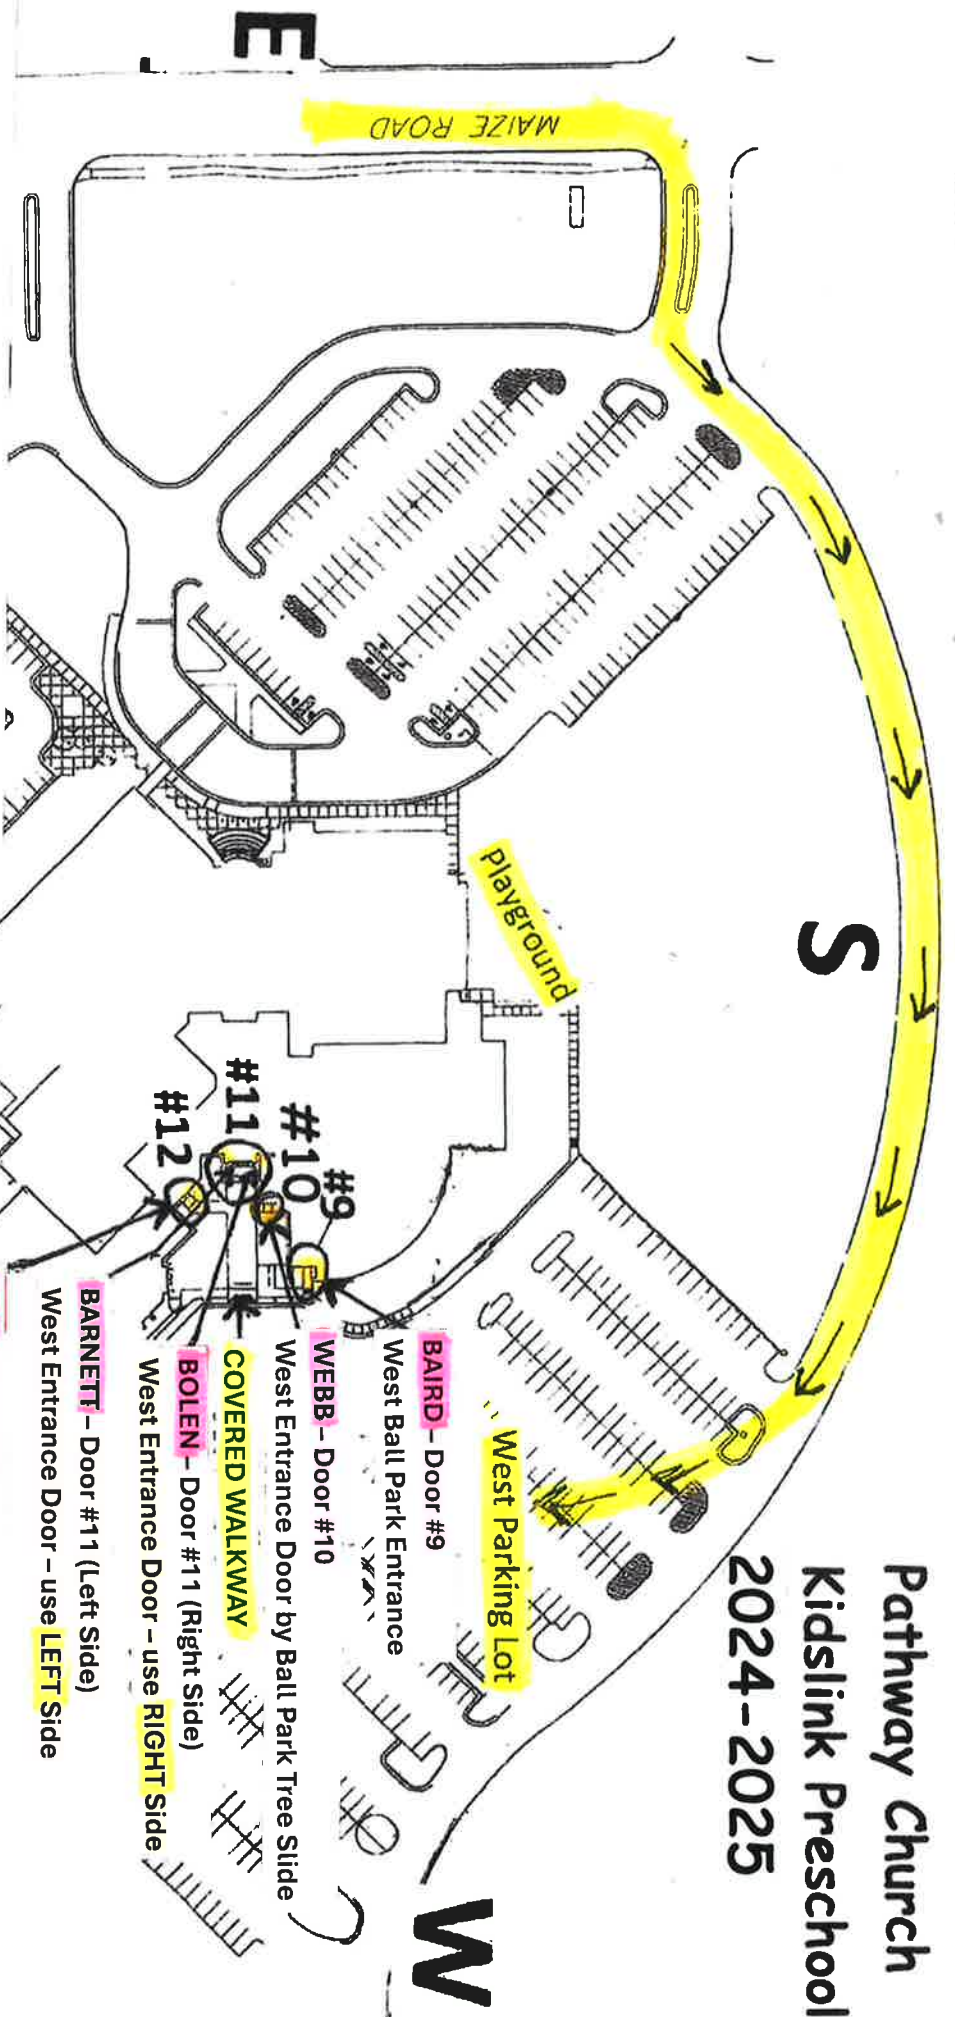 Pathway Church
Kidslink Preschool
2024-2025
E
S
W
MAIZE ROAD
Playground
#9
#10
#11
#12
West Parking Lot
BAIRD – Door #9
West Ball Park Entrance
WEBB – Door #10
West Entrance Door by Ball Park Tree Slide
COVERED WALKWAY
BOLEN – Door #11 (Right Side)
West Entrance Door – use RIGHT Side
BARNETT – Door #11 (Left Side)
West Entrance Door – use LEFT Side